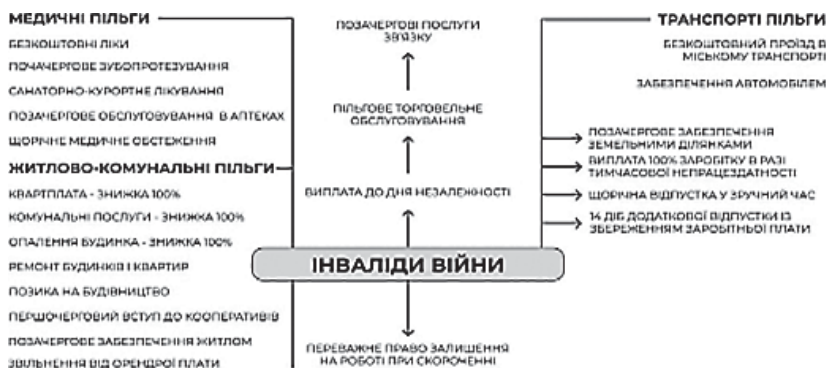 МЕДИЧНІ ПІЛЬГИ
БЕЗКОШТОВНІ ЛІКИ
ПОЧАЧЕРГОВЕ ЗУБОПРОТЕЗУВАННЯ
САНАТОРНО-КУРОРТНЕ ЛІКУВАННЯ
ПОЗАЧЕРГОВЕ ОБСЛУГОВУВАННЯ В АПТЕКАХ
ЩОРІЧНЕ МЕДИЧНЕ ОБСТЕЖЕННЯ
ЖИТЛОВО-КОМУНАЛЬНІ ПІЛЬГИ
КВАРТПЛАТА - ЗНИЖКА 100%
КОМУНАЛЬНІ ПОСЛУГИ - ЗНИЖКА 100%
ОПАЛЕННЯ БУДИНКА - ЗНИЖКА 100%
РЕМОНТ БУДИНКІВ І КВАРТИР
ПОЗИКА НА БУДІВНИЦТВО
ПЕРШОЧЕРГОВИЙ ВСТУП ДО КООПЕРАТИВІВ
ПОЗАЧЕРГОВЕ ЗАБЕЗПЕЧЕННЯ ЖИТЛОМ
ЗВІЛЬНЕННЯ ВІД ОРЕНДРОЇ ПЛАТИ
ПОЗАЧЕРГОВІ ПОСЛУГИ
ЗВ'ЯЗКУ
ПІЛЬГОВЕ ТОРГОВЕЛЬНЕ
ОБСЛУГОВУВАННЯ
ВИПЛАТА ДО ДНЯ НЕЗАЛЕЖНОСТІ
ІНВАЛІДИ ВІЙНИ
ПЕРЕВАЖНЕ ПРАВО ЗАЛИШЕННЯ
НА РОБОТІ ПРИ СКОРОЧЕННІ
ТРАНСПОРТІ ПІЛЬГИ
БЕЗКОШТОВНИЙ ПРОЇЗД В
МІСЬКОМУ ТРАНСПОРТІ
ЗАБЕЗПЕЧЕННЯ АВТОМОБІЛЕМ
ПОЗАЧЕРГОВЕ ЗАБЕЗПЕЧЕННЯ
ЗЕМЕЛЬНИМИ ДІЛЯНКАМИ
ВИПЛАТА 100% ЗАРОБІТКУ В РАЗІ
ТИМЧАСОВОЇ НЕПРАЦЕЗДАТНОСТІ
ЩОРІЧНА ВІДПУСТКА У ЗРУЧНИЙ ЧАС
14 ДІБ ДОДАТКОВОЇ ВІДПУСТКИ ІЗ
ЗБЕРЕЖЕННЯМ ЗАРОБІТНЬОЇ ПЛАТИ